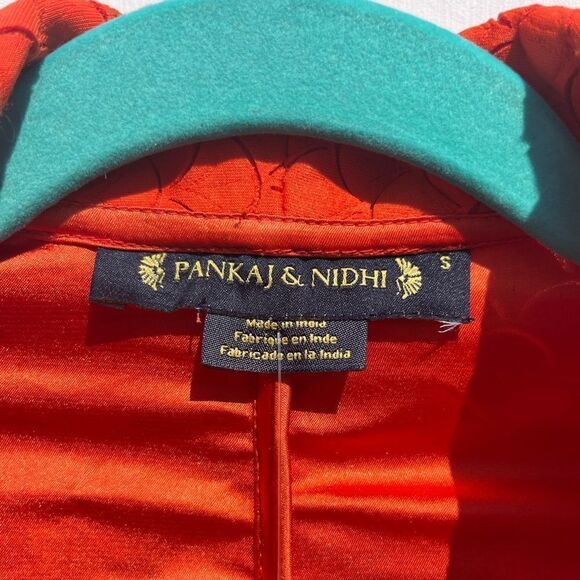 PANKAJ & NIDHI S
Made in India
Fabriqué en Inde
Fabricado en la India